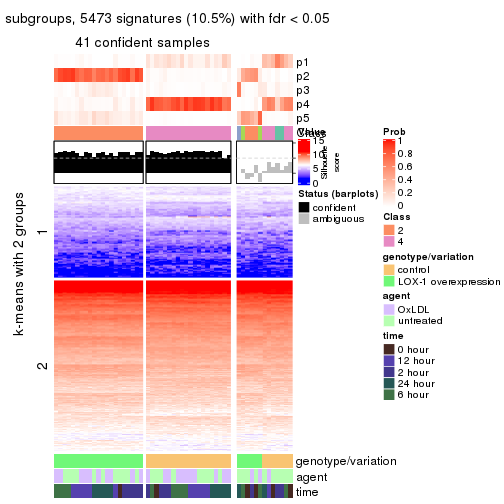 subgroups, 5473 signatures (10.5%) with fdr < 0.05
41 confident samples
p1
p2
p3
p4
p5
Class
Value
15
10
5
0
Silhouette
score
Status (barplots)
confident
ambiguous
k-means with 2 groups
1
2
Prob
1
0.8
0.6
0.4
0.2
0
Class
2
4
genotype/variation
control
LOX-1 overexpression
agent
OxLDL
untreated
time
0 hour
12 hour
2 hour
24 hour
6 hour
genotype/variation
agent
time